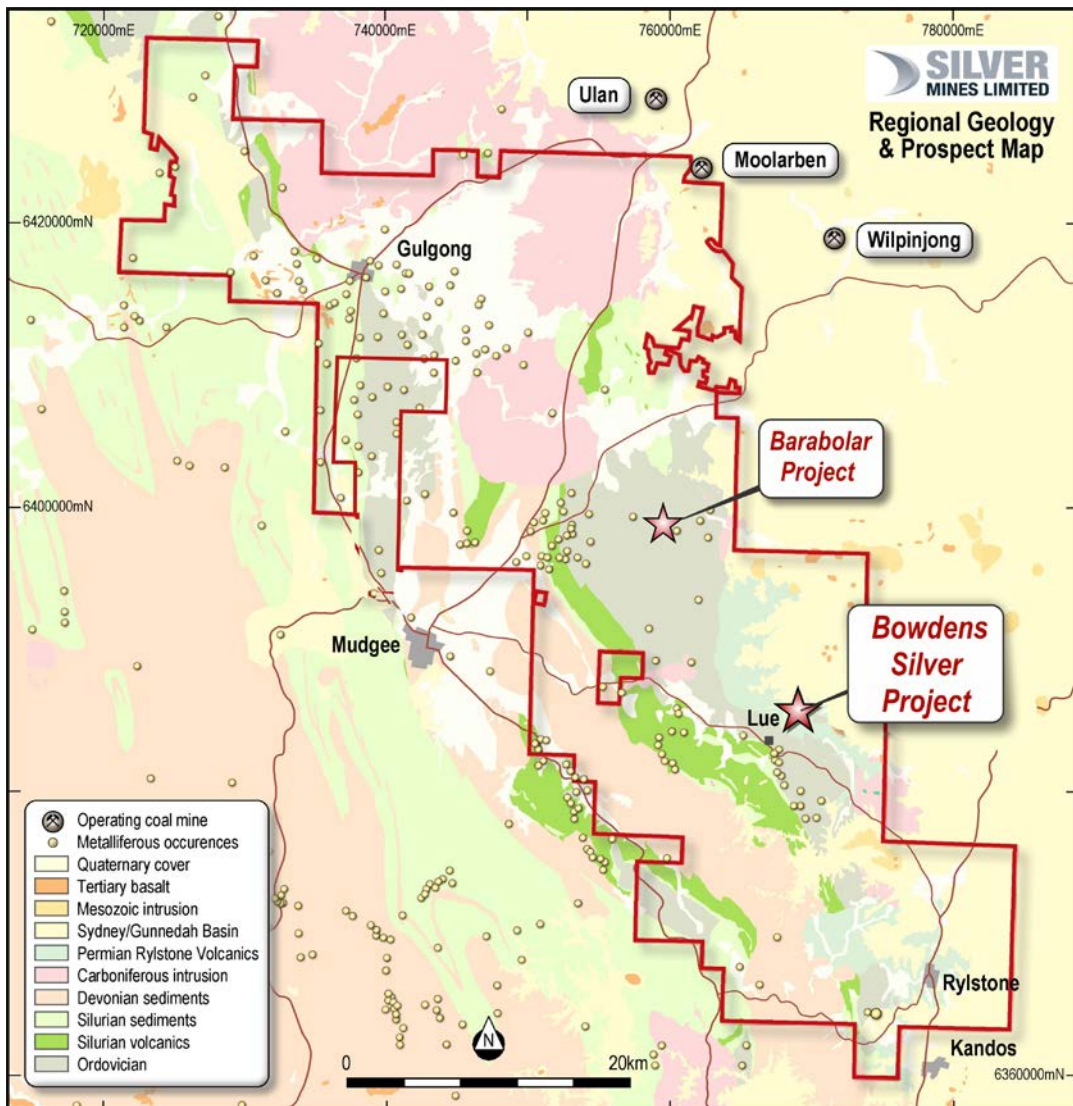 720000mE
740000mE
760000mE
780000mE
SILVER
MINES LIMITED
Regional Geology
& Prospect Map
Ulan
Moolarben
6420000mN
Wilpinjong
Gulgong
Barabolar
Project
6400000mN
Bowdens
Silver
Project
Mudgee
Lue
Operating coal mine
Metalliferous occurences
Quaternary cover
Tertiary basalt
Mesozoic intrusion
Sydney/Gunnedah Basin
Permian Rylstone Volcanics
Carboniferous intrusion
Devonian sediments
Silurian sediments
Silurian volcanics
Ordovician
Rylstone
N
Kandos
0
20km
6360000mN